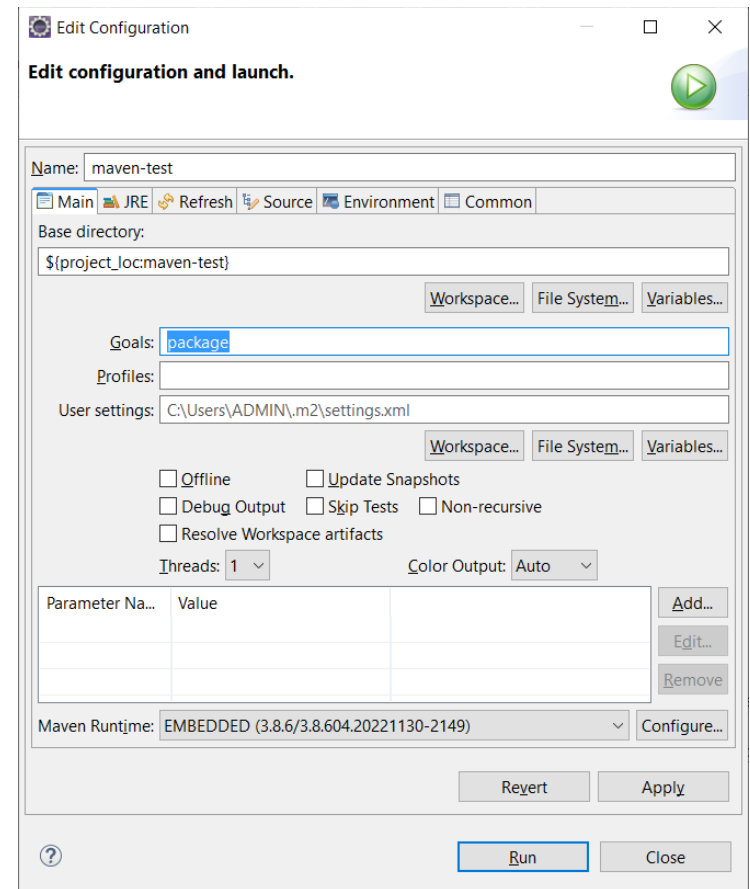 Edit Configuration
Edit configuration and launch.
Name: maven-test
Main JRE Refresh Source Environment Common
Base directory:
${project_loc:maven-test}
Workspace... File System... Variables...
Goals: package
Profiles:
User settings: C:\Users\ADMIN\.m2\settings.xml
Workspace... File System... Variables...
Offline Update Snapshots
Debug Output Skip Tests Non-recursive
Resolve Workspace artifacts
Threads: 1 Color Output: Auto
Parameter Na... Value Add...
Edit...
Remove
Maven Runtime: EMBEDDED (3.8.6/3.8.604.20221130-2149) Configure...
Revert Apply
? Run Close